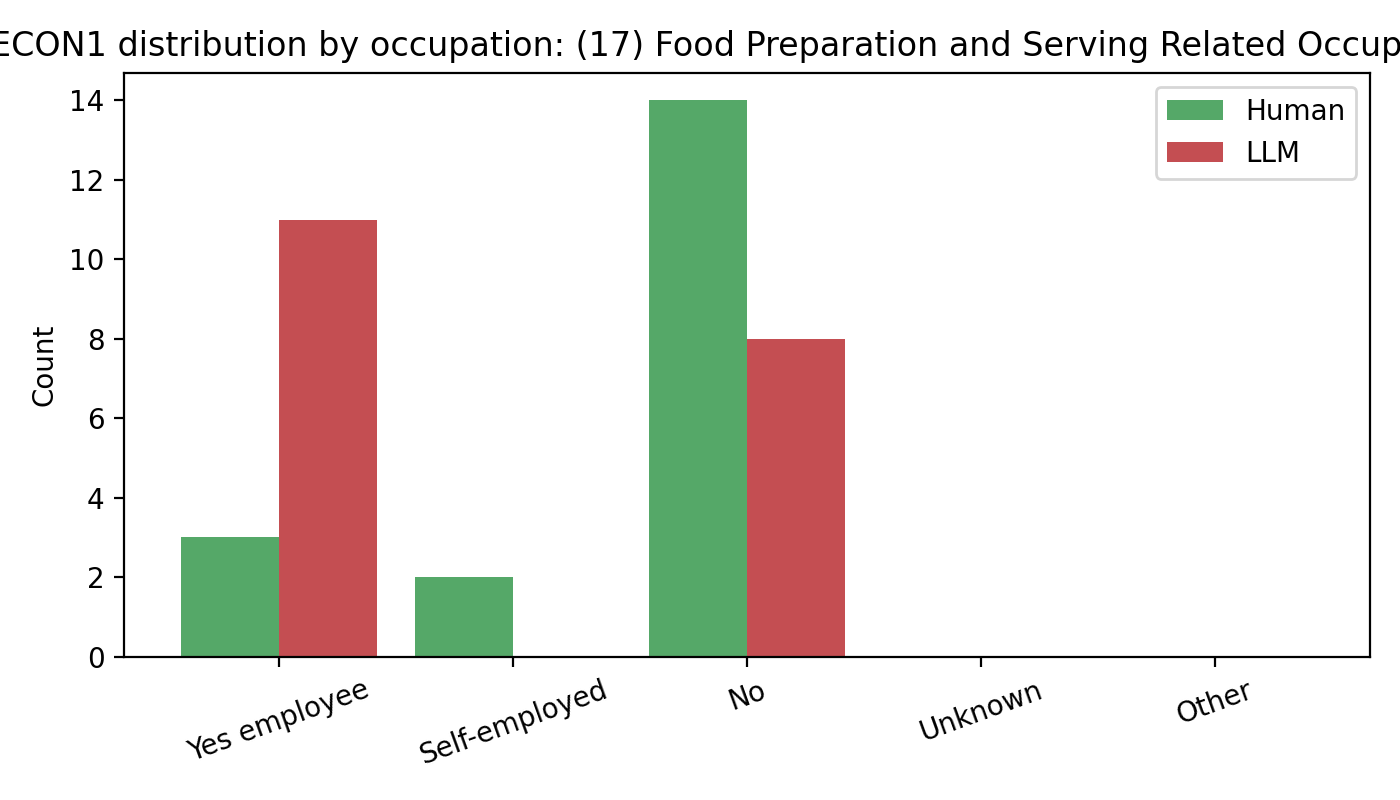 ECON1 distribution by occupation: (17) Food Preparation and Serving Related Occup
Human
LLM
14
12
10
8
6
4
2
0
Count
Yes employee
Self-employed
No
Unknown
Other